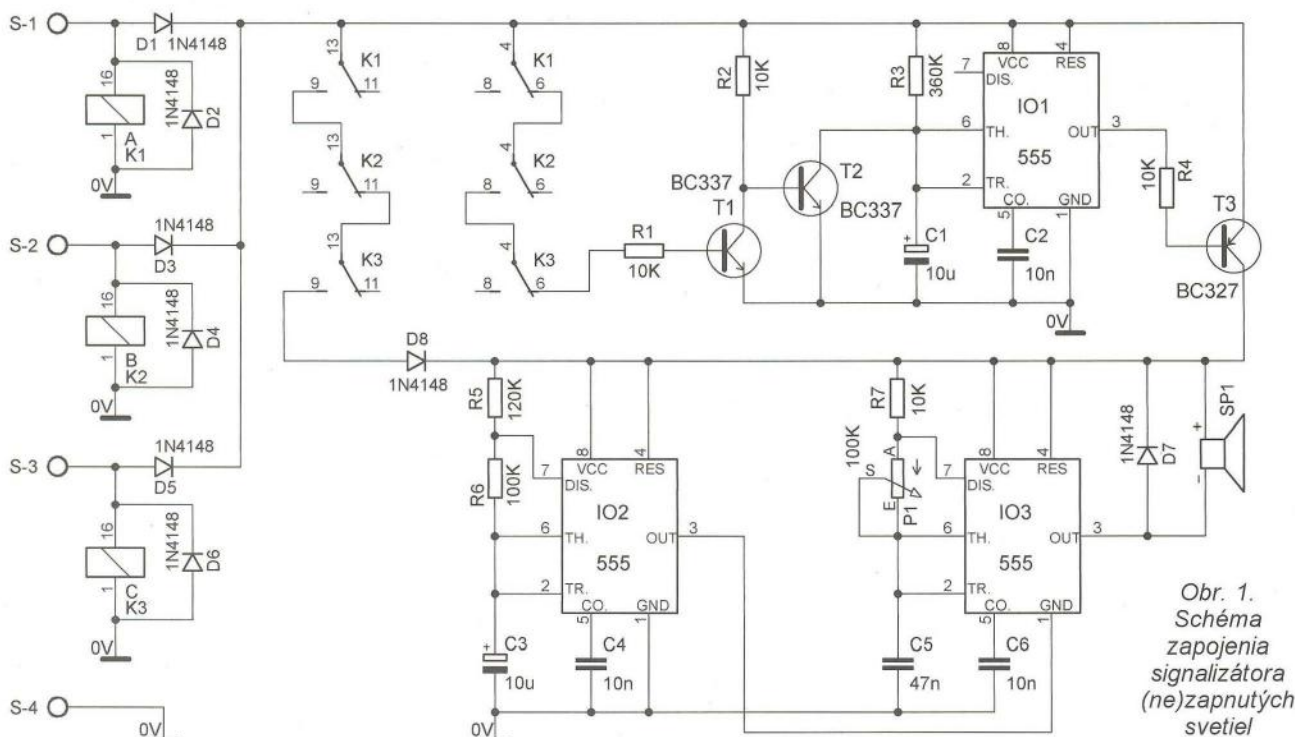 S-1
D1 1N4148
16
1
A
K1
1N4148
D2
0V
S-2
1N4148
D3
16
1
B
K2
1N4148
D4
0V
S-3
1N4148
D5
16
1
C
K3
1N4148
D6
0V
S-4
0V
13
K1
9
11
13
K2
9
11
13
K3
9
11
4
K1
8
6
4
K2
8
6
4
K3
8
6
R1
10K
R2
10K
BC337
T1
T2
BC337
R3
360K
C1
+
10u
C2
10n
7
8
4
VCC
RES
DIS.
6
TH.
IO1
OUT
3
555
2
TR.
CO.
GND
5
1
0V
10K
R4
T3
BC327
D8
1N4148
R5
120K
R6
100K
C3
+
10u
C4
10n
0V
8
4
VCC
RES
7
DIS.
IO2
6
TH.
OUT
3
555
2
TR.
CO.
GND
5
1
R7
10K
100K
A
S
E
P1
C5
47n
C6
10n
8
4
VCC
RES
7
DIS.
IO3
6
TH.
OUT
3
555
2
TR.
CO.
GND
5
1
1N4148
D7
SP1
+
–
Obr. 1.
Schéma
zapojenia
signalizátora
(ne)zapnutých
svetiel